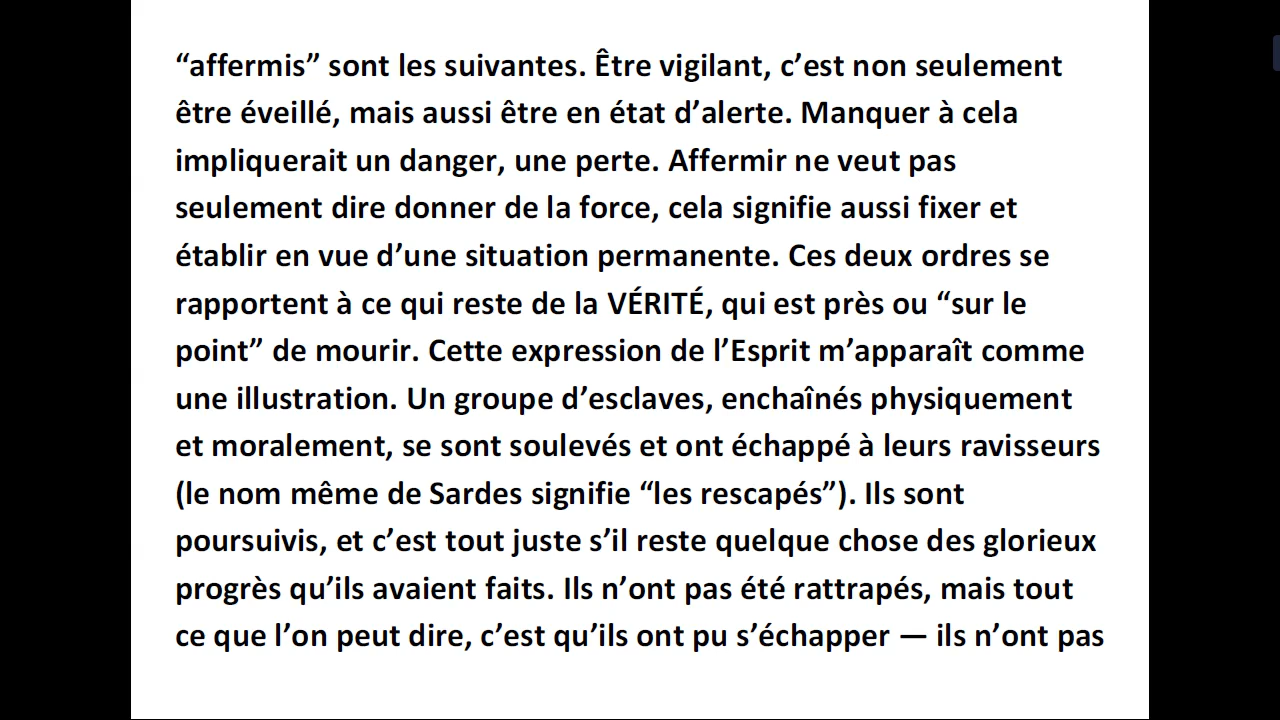 “affermis” sont les suivantes. Être vigilant, c’est non seulement
être éveillé, mais aussi être en état d’alerte. Manquer à cela
impliquerait un danger, une perte. Affermir ne veut pas
seulement dire donner de la force, cela signifie aussi fixer et
établir en vue d’une situation permanente. Ces deux ordres se
rapportent à ce qui reste de la VÉRITÉ, qui est près ou “sur le
point” de mourir. Cette expression de l’Esprit m’apparaît comme
une illustration. Un groupe d’esclaves, enchaînés physiquement
et moralement, se sont soulevés et ont échappé à leurs ravisseurs
(le nom même de Sardes signifie “les rescapés”). Ils sont
poursuivis, et c’est tout juste s’il reste quelque chose des glorieux
progrès qu’ils avaient faits. Ils n’ont pas été rattrapés, mais tout
ce que l’on peut dire, c’est qu’ils ont pu s’échapper — ils n’ont pas